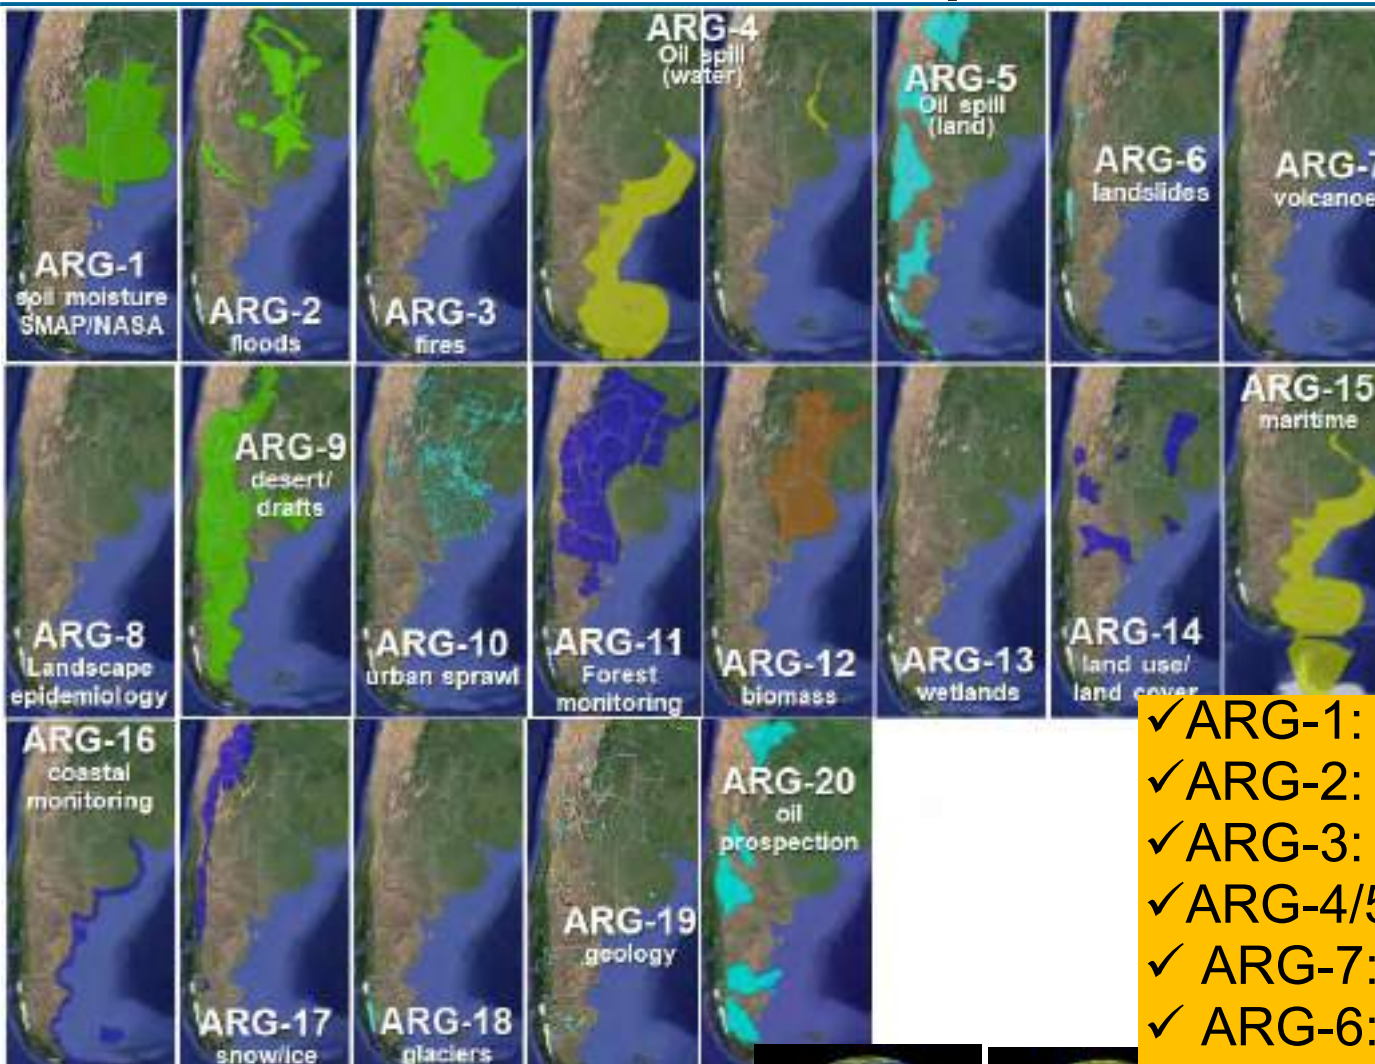 ARG-1
soil moisture
SMAP/NASA
ARG-2
floods
ARG-3
fires
ARG-4
Oil spill
(water)
ARG-5
Oil spill
(land)
ARG-6
landslides
ARG-7
volcanoe
ARG-8
Landscape
epidemiology
ARG-9
desert/
drafts
ARG-10
urban sprawl
ARG-11
Forest
monitoring
ARG-12
biomass
ARG-13
wetlands
ARG-14
land use/
land cover
ARG-15
maritime
ARG-16
coastal
monitoring
ARG-17
snow/ice
ARG-18
glaciers
ARG-19
geology
ARG-20
oil
prospection
✓ARG-1:
✓ARG-2:
✓ARG-3:
✓ARG-4/5
✓ ARG-7:
✓ ARG-6: